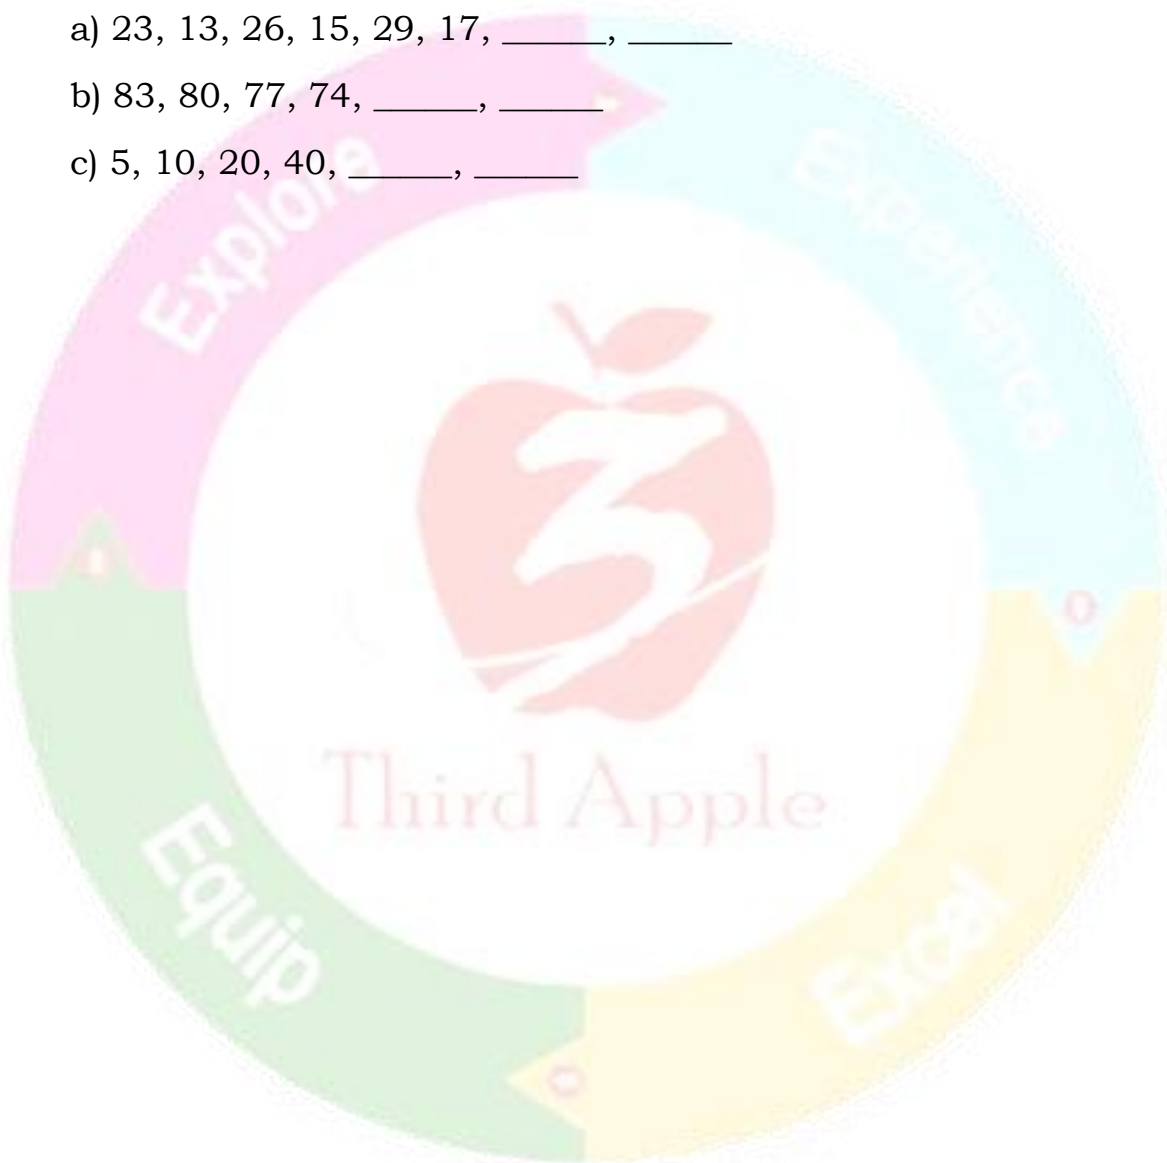 a) 23, 13, 26, 15, 29, 17, ______, ______
b) 83, 80, 77, 74, ______, ______
c) 5, 10, 20, 40, ______, ______
Explore
Experience
3
Third Apple
Equip
Excel